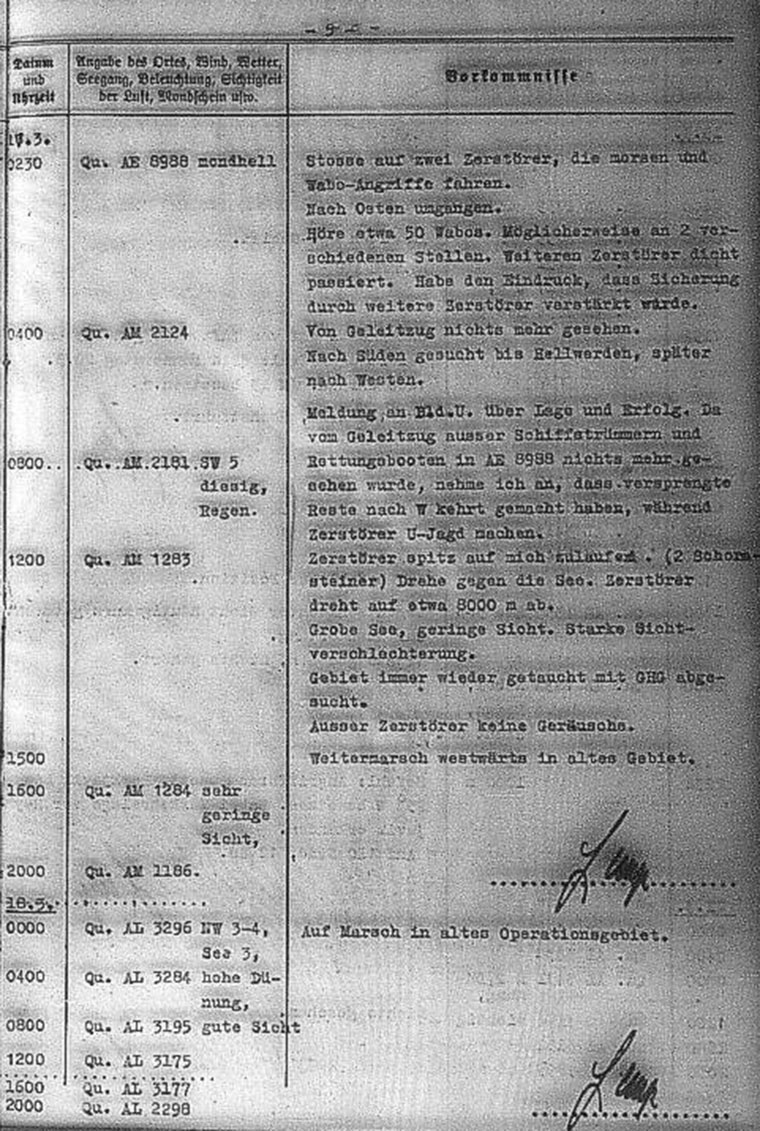 - 9 -
Datum und Uhrzeit
Angabe des Ortes, Wind, Wetter, Seegang, Beleuchtung, Sichtigkeit der Luft, Mondschein usw.
Vorkommnisse
17.3.
0230 Qu. AE 8988 mondhell Stosse auf zwei Zerstörer, die morsen und
Wabo-Angriffe fahren.
Nach Osten umgangen.
Höre etwa 50 Wabos. Möglicherweise an 2 ver-
schiedenen Stellen. Weiteren Zerstörer dicht
passiert. Habe den Eindruck, dass Sicherung
durch weitere Zerstörer verstärkt wurde.
0400 Qu. AM 2124 Von Geleitzug nichts mehr gesehen.
Nach Süden gesucht bis Hellwerden, später
nach Westen.
Meldung an Bld.U. über Lage und Erfolg. Da
vom Geleitzug ausser Schiffstrümmern und
0800.. Qu. AM 2181 SW 5 Rettungsbooten in AE 8988 nichts mehr ge-
diesig, sehen wurde, nehme ich an, dass versprengte
Regen. Reste nach W kehrt gemacht haben, während
Zerstörer U-Jagd machen.
1200 Qu. AM 1283 Zerstörer spitz auf mich zulaufend. (2 Schorn-
steiner) Drehe gegen die See. Zerstörer
dreht auf etwa 8000 m ab.
Grobe See, geringe Sicht. Starke Sicht-
verschlechterung.
Gebiet immer wieder getaucht mit GHG abge-
sucht.
Ausser Zerstörer keine Geräusche.
1500 Weitermarsch westwärts in altes Gebiet.
1600 Qu. AM 1284 sehr
geringe
Sicht,
2000 Qu. AM 1186.
18.3.
0000 Qu. AL 3296 NW 3-4, Auf Marsch in altes Operationsgebiet.
See 3,
0400 Qu. AL 3284 hohe Dü-
nung,
0800 Qu. AL 3195 gute Sicht
1200 Qu. AL 3175
1600 Qu. AL 3177
2000 Qu. AL 2298